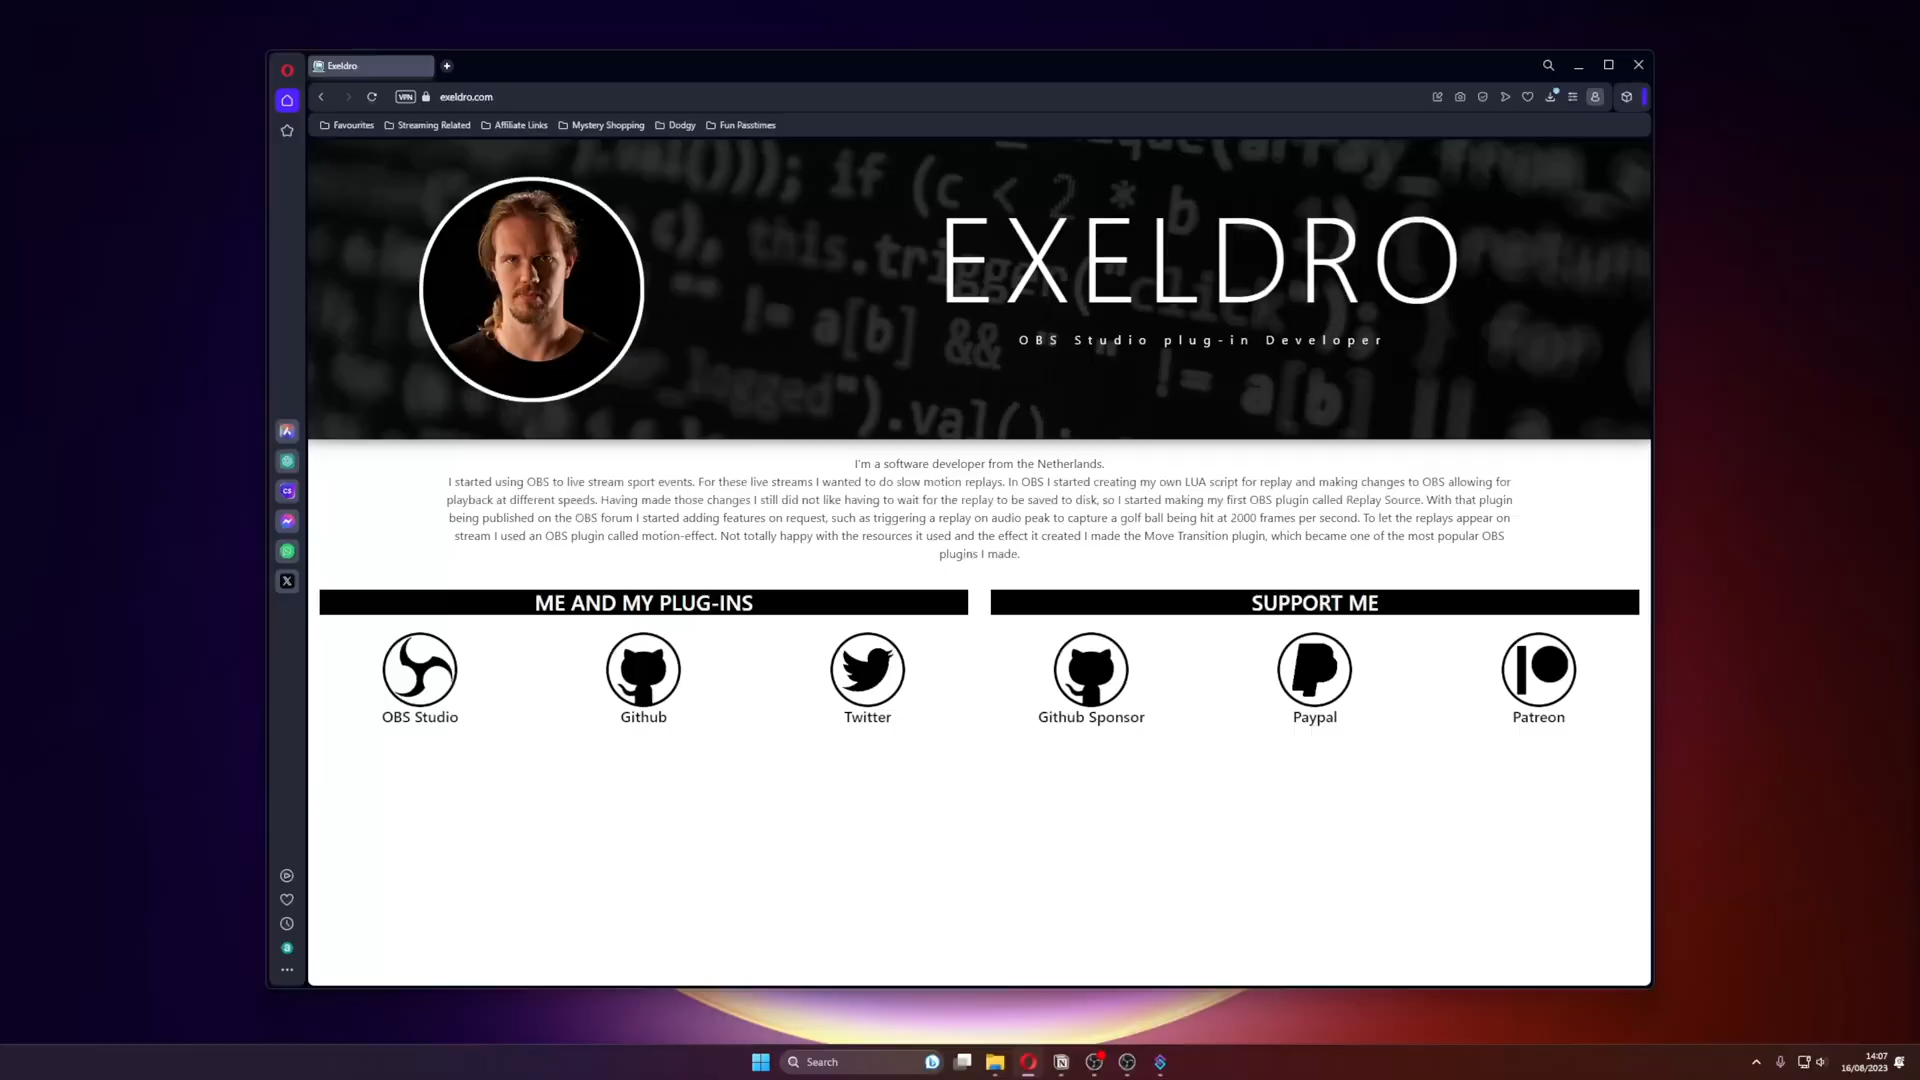 Exeldro
VPN
exeldro.com
Favourites
Streaming Related
Affiliate Links
Mystery Shopping
Dodgy
Fun Passtimes
if (c < 2 * b
this.trigger("click");
!= a[b] &&
!= a[b] ||
_logged").val();
EXELDRO
OBS Studio plug-in Developer
CS
I'm a software developer from the Netherlands.
I started using OBS to live stream sport events. For these live streams I wanted to do slow motion replays. In OBS I started creating my own LUA script for replay and making changes to OBS allowing for
playback at different speeds. Having made those changes I still did not like having to wait for the replay to be saved to disk, so I started making my first OBS plugin called Replay Source. With that plugin
being published on the OBS forum I started adding features on request, such as triggering a replay on audio peak to capture a golf ball being hit at 2000 frames per second. To let the replays appear on
stream I used an OBS plugin called motion-effect. Not totally happy with the resources it used and the effect it created I made the Move Transition plugin, which became one of the most popular OBS
plugins I made.
ME AND MY PLUG-INS
SUPPORT ME
OBS Studio
Github
Twitter
Github Sponsor
Paypal
Patreon
Search
14:07
16/08/2023